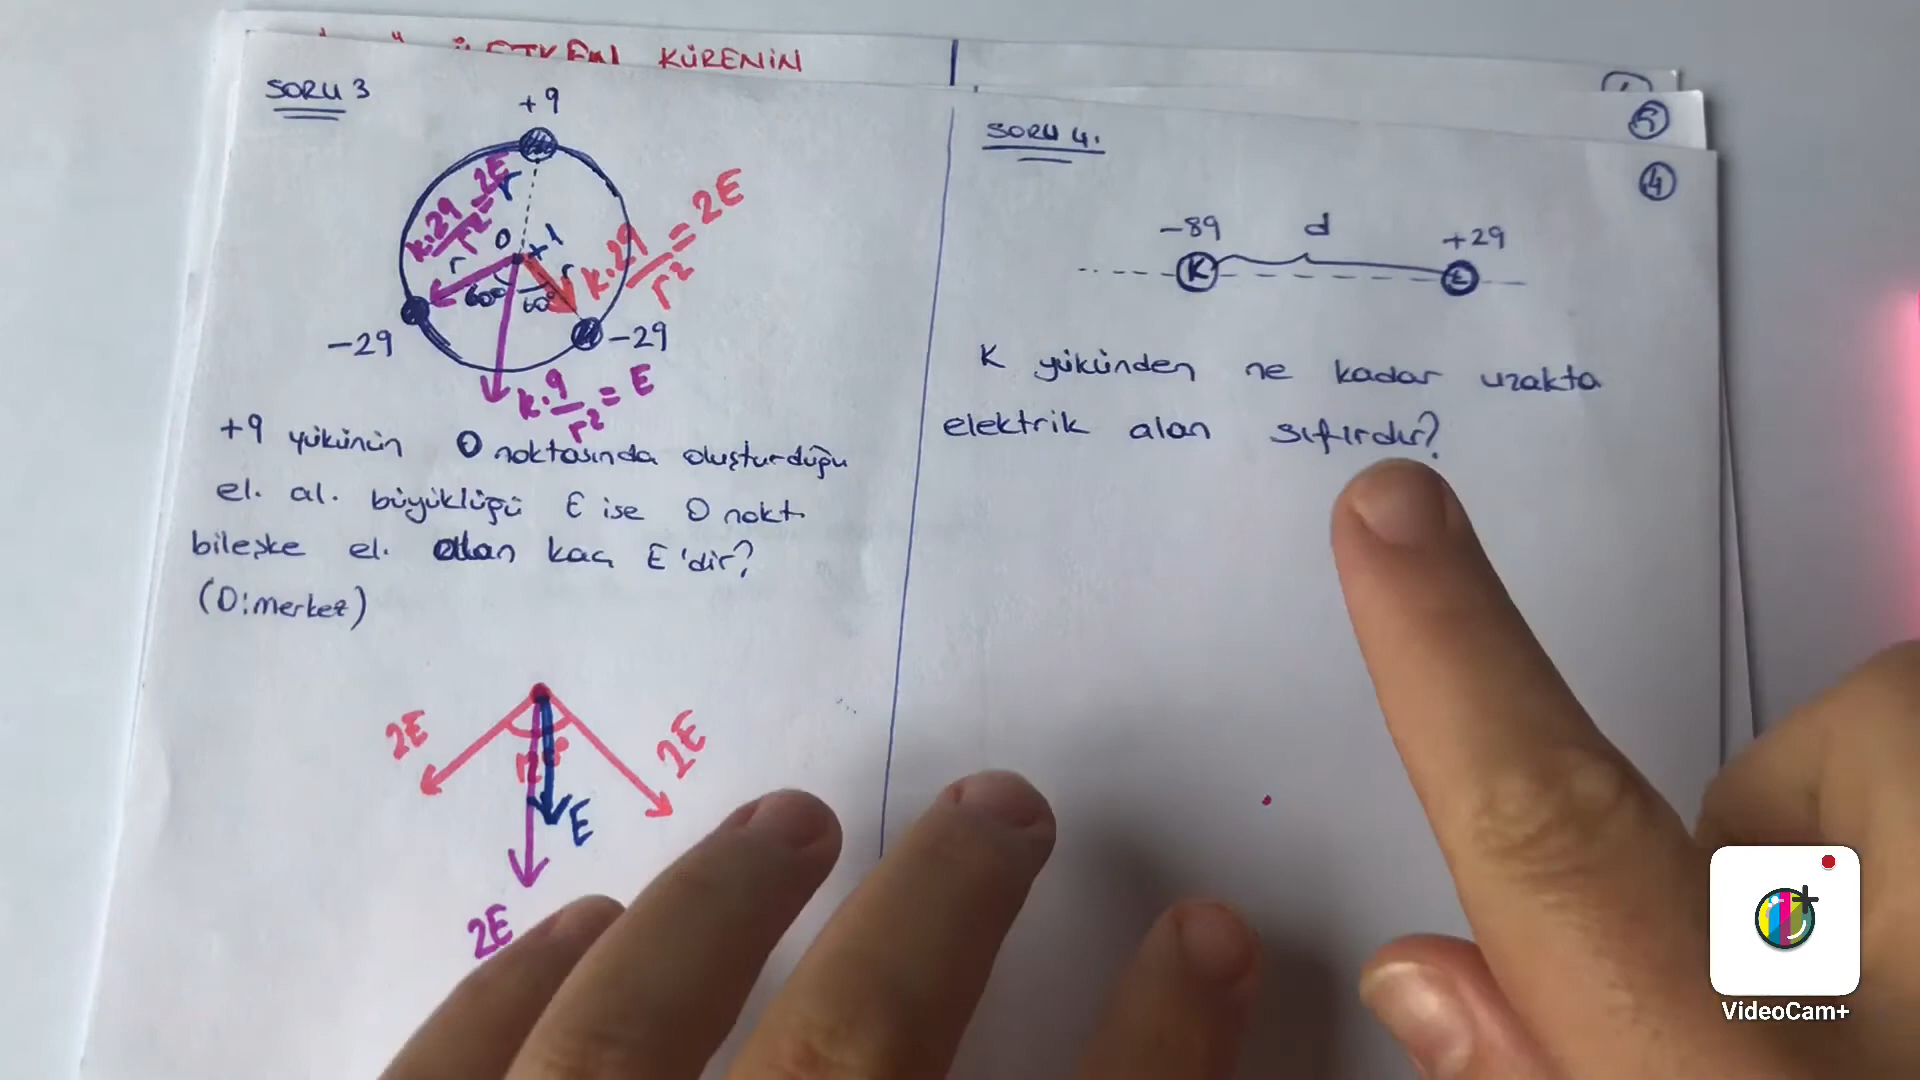 KÜRENİN
SORU 3
+q
k.2q/r² = 2E
r
O
+1
k.2q/r² = 2E
r
r
60°
60°
-2q
-2q
k.q/r² = E
+q yükünün O noktasında oluşturduğu
el. al. büyüklüğü E ise O nokt
bileşke el. alan kaç E'dir?
(O:merkez)
2E
2E
E
2E
5
SORU 4.
4
-8q
d
+2q
K
L
K yükünden ne kadar uzakta
elektrik alan sıfırdır?
VideoCam+